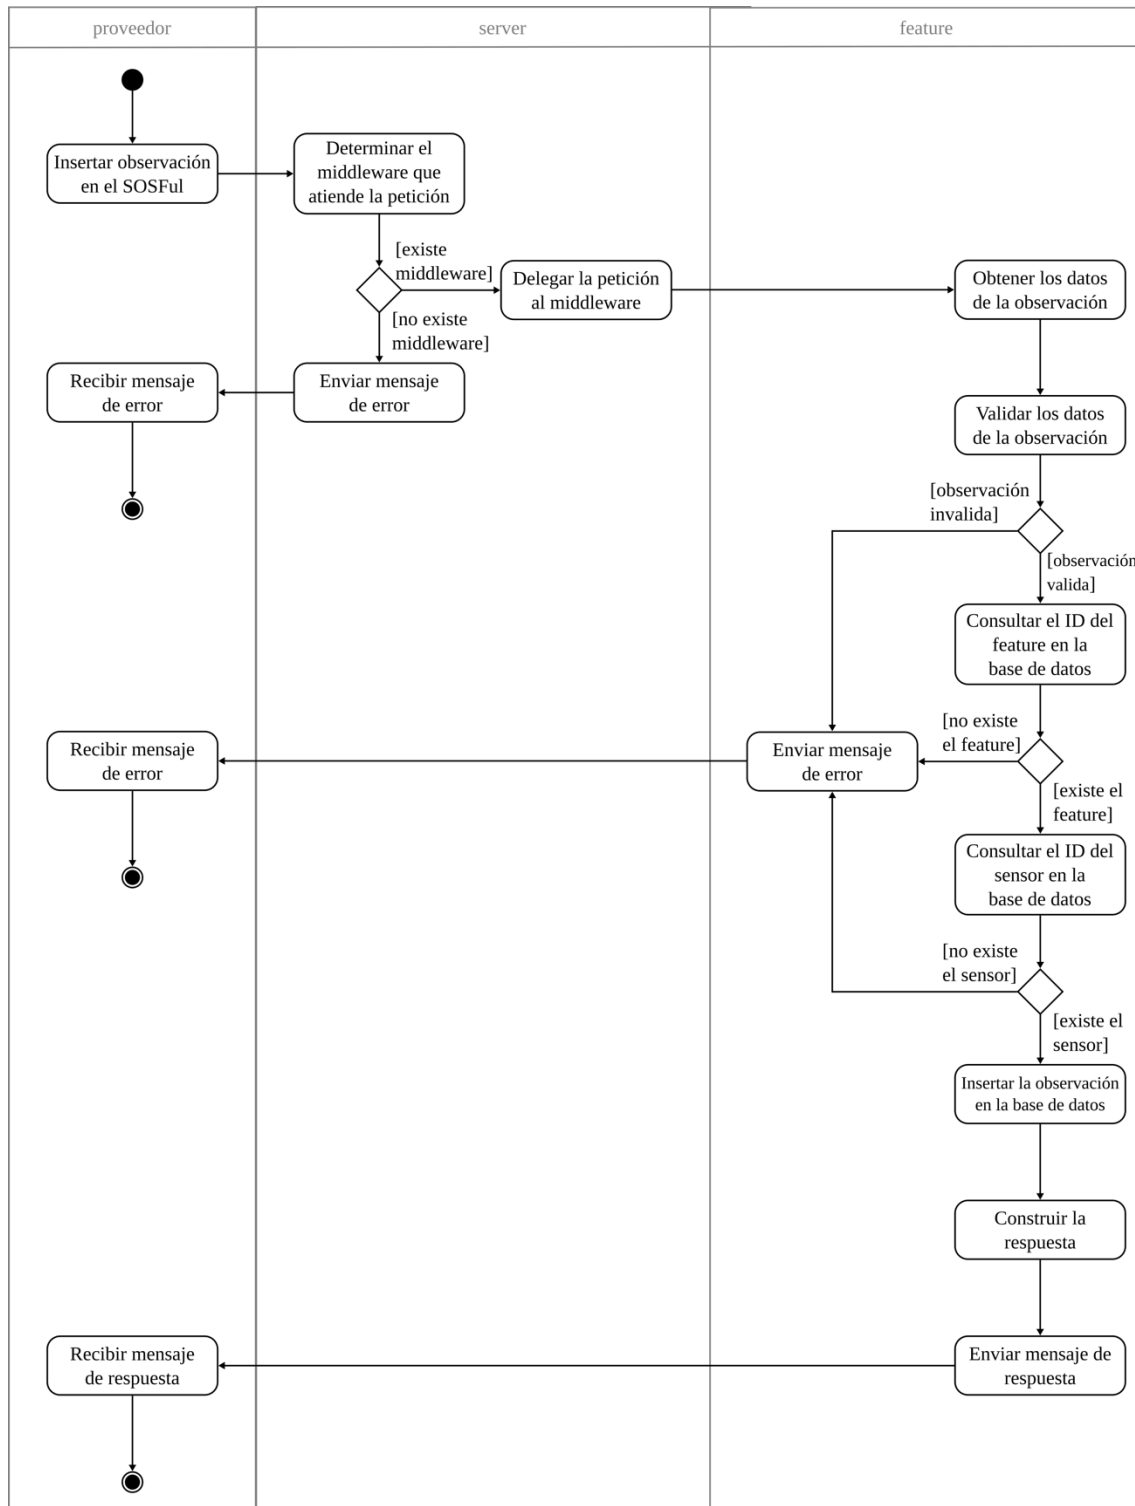 proveedor
server
feature
Insertar observación
en el SOSFul
Determinar el
middleware que
atiende la petición
[existe
middleware]
Delegar la petición
al middleware
Obtener los datos
de la observación
[no existe
middleware]
Recibir mensaje
de error
Enviar mensaje
de error
Validar los datos
de la observación
[observación
invalida]
[observación
valida]
Consultar el ID del
feature en la
base de datos
[no existe
el feature]
Recibir mensaje
de error
Enviar mensaje
de error
[existe el
feature]
Consultar el ID del
sensor en la
base de datos
[no existe
el sensor]
[existe el
sensor]
Insertar la observación
en la base de datos
Construir la
respuesta
Recibir mensaje
de respuesta
Enviar mensaje de
respuesta